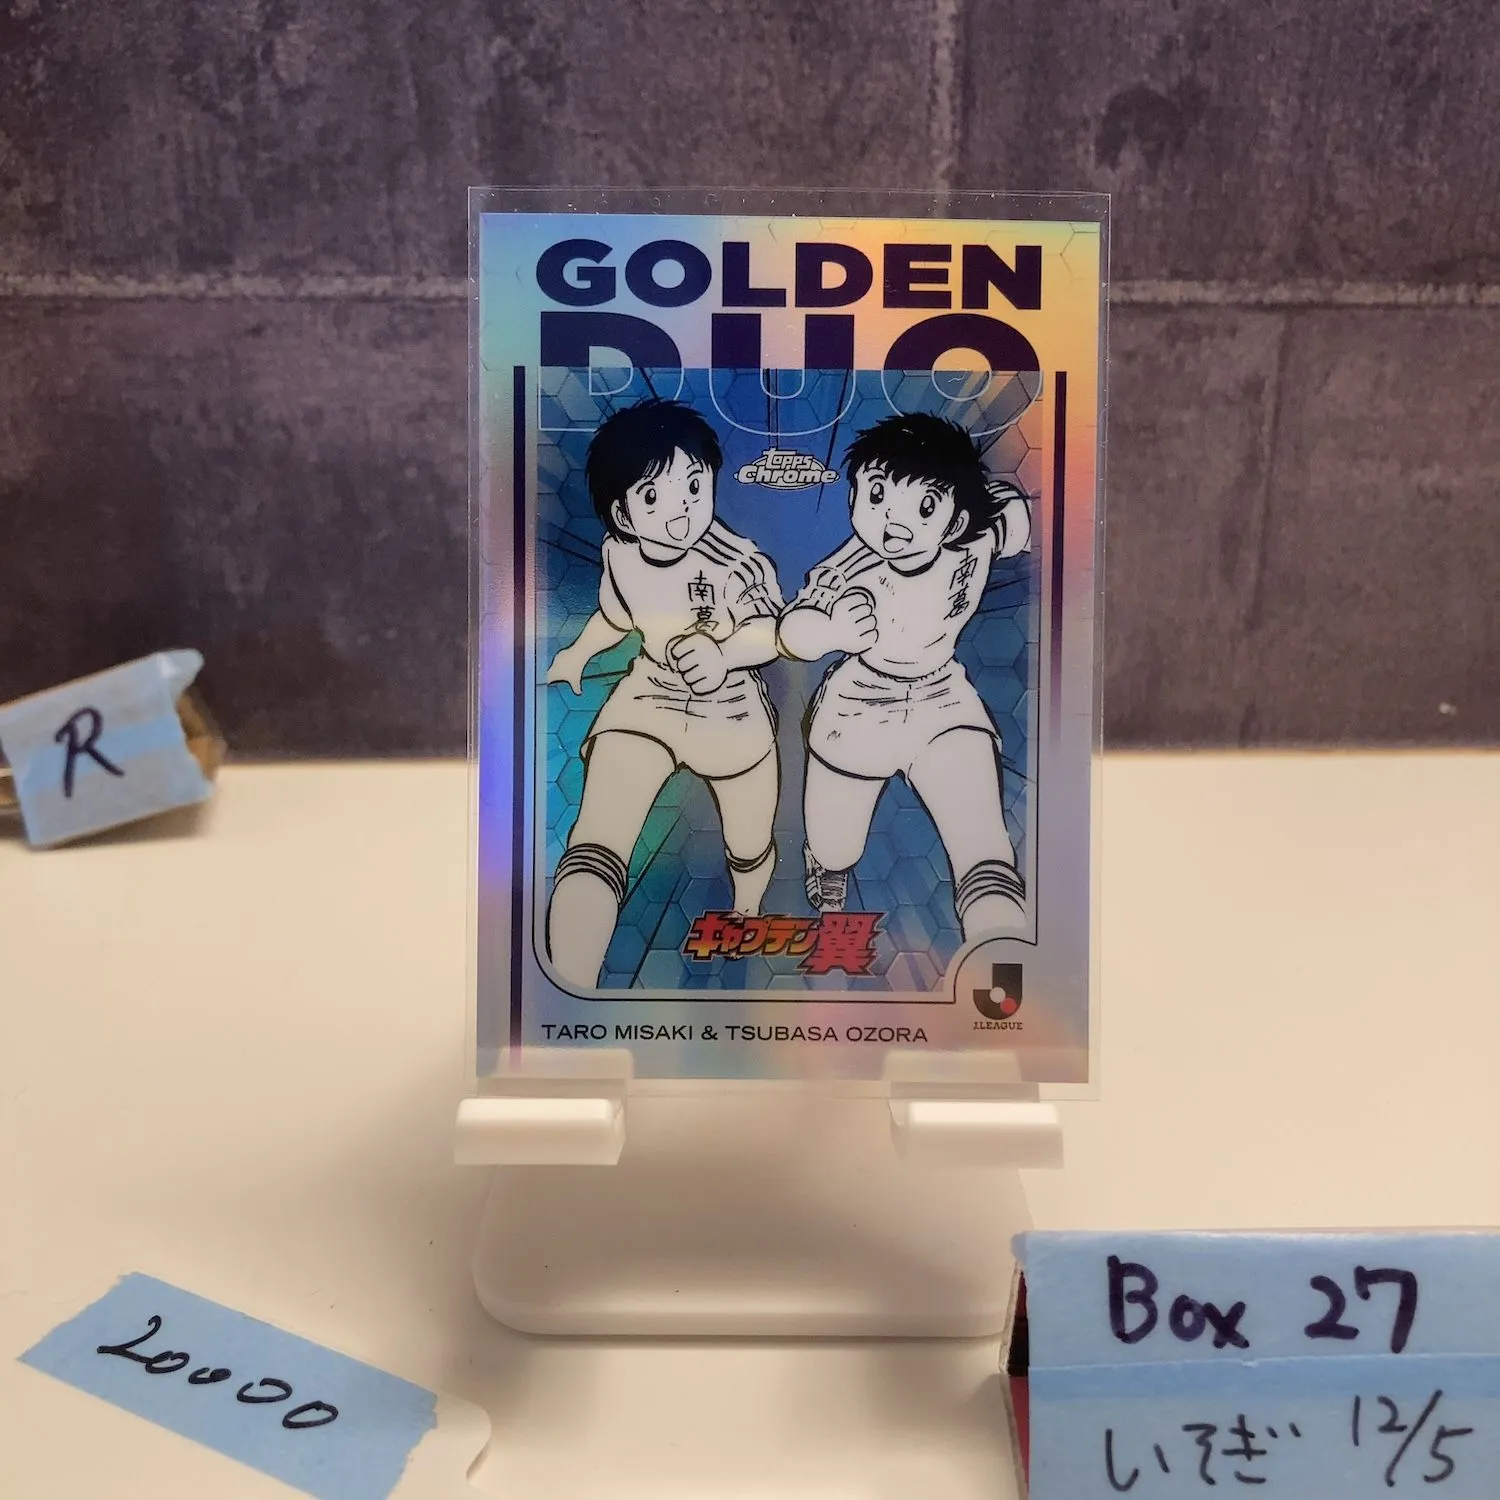 GOLDEN
DUO
Topps
Chrome
南葛
南葛
キャプテン翼
J.LEAGUE
TARO MISAKI & TSUBASA OZORA
R
20000
Box 27
いそぎ 12/5